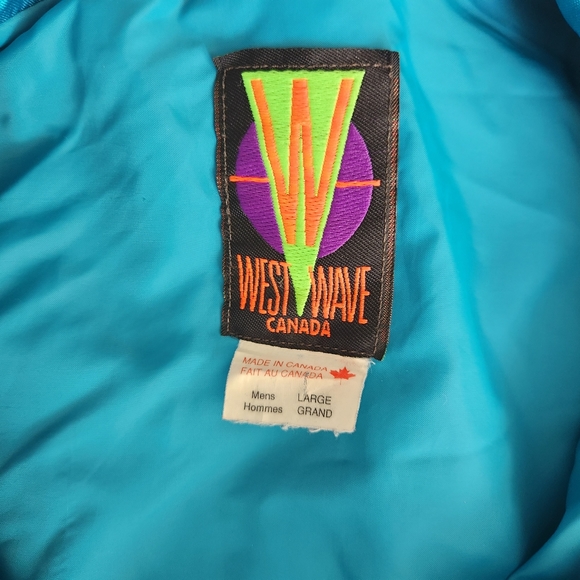 W
WEST WAVE
CANADA
MADE IN CANADA
FAIT AU CANADA
Mens LARGE
Hommes GRAND